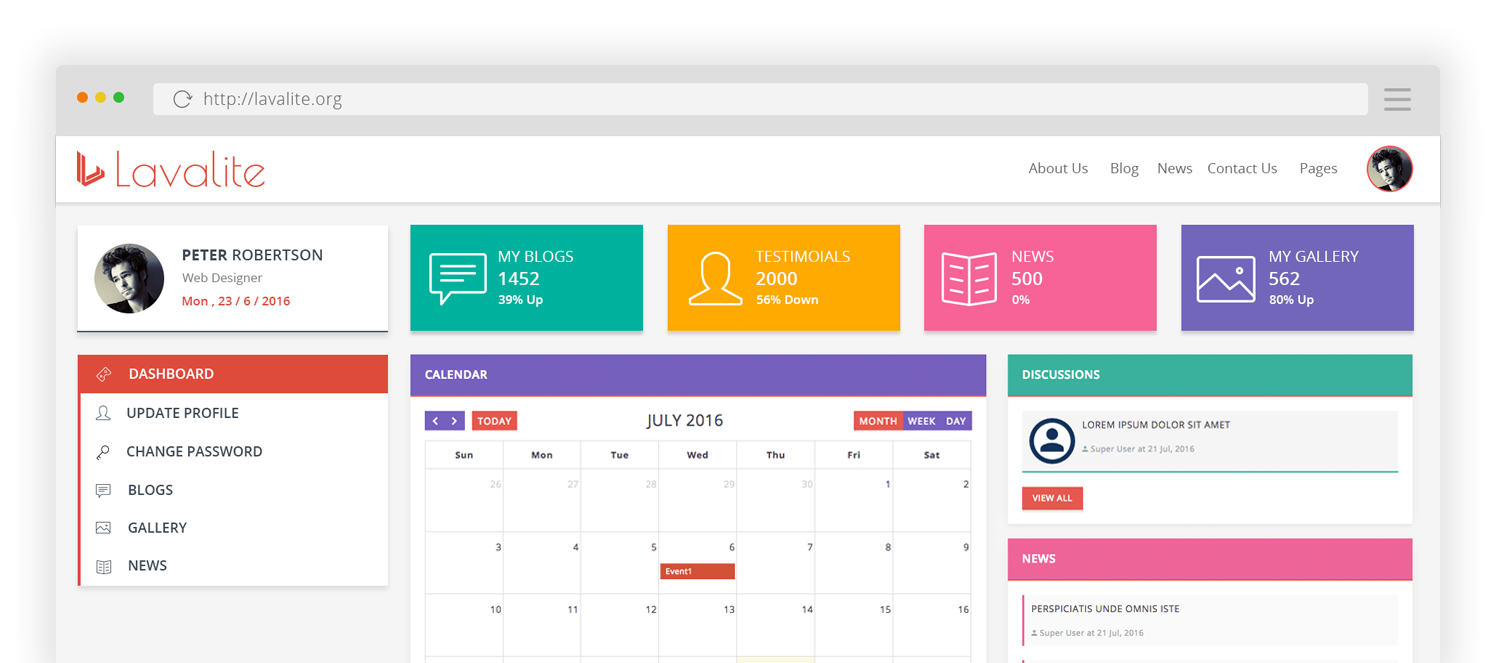 http://lavalite.org
Lavalite
About Us Blog News Contact Us Pages
PETER ROBERTSON
Web Designer
Mon , 23 / 6 / 2016
MY BLOGS
1452
39% Up
TESTIMOIALS
2000
56% Down
NEWS
500
0%
MY GALLERY
562
80% Up
DASHBOARD
UPDATE PROFILE
CHANGE PASSWORD
BLOGS
GALLERY
NEWS
CALENDAR
TODAY
JULY 2016
MONTH WEEK DAY
Sun Mon Tue Wed Thu Fri Sat
26 27 28 29 30 1 2
3 4 5 6 7 8 9
Event1
10 11 12 13 14 15 16
DISCUSSIONS
LOREM IPSUM DOLOR SIT AMET
Super User at 21 Jul, 2016
VIEW ALL
NEWS
PERSPICIATIS UNDE OMNIS ISTE
Super User at 21 Jul, 2016